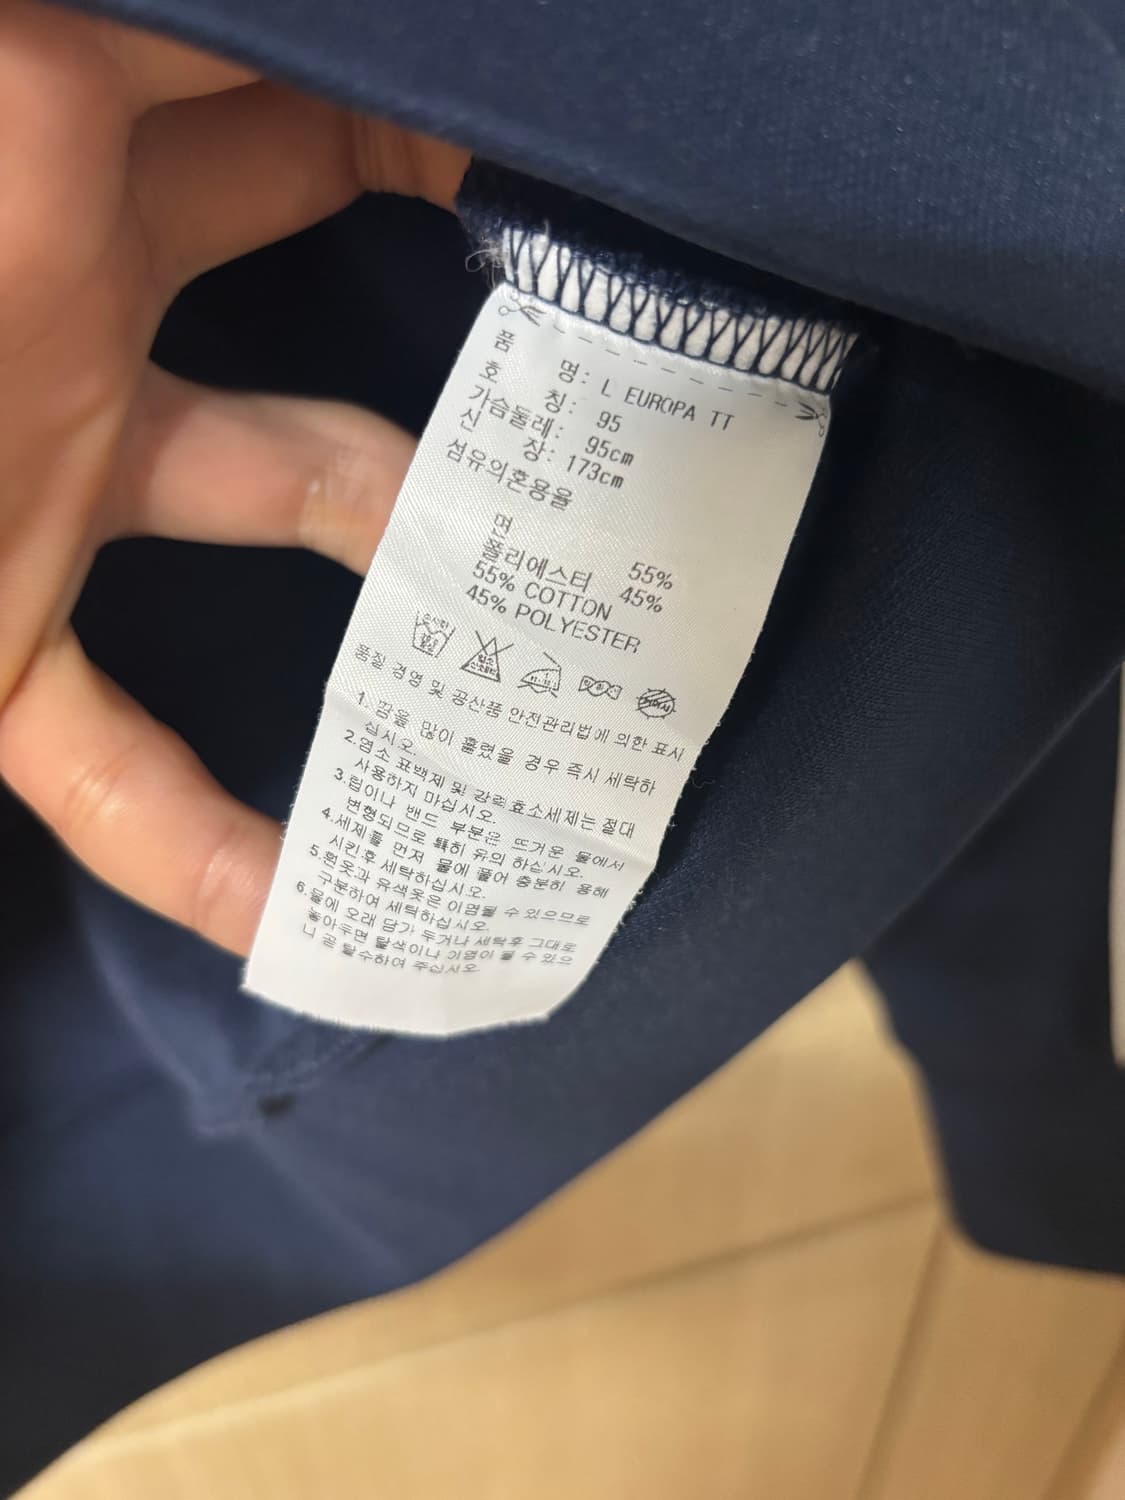 품 명: L EUROPA TT
호 칭: 95
가슴둘레: 95cm
신 장: 173cm
섬유의혼용율
면 55%
폴리에스터 45%
55% COTTON
45% POLYESTER
품질 경영 및 공산품 안전관리법에 의한 표시
1. 땀을 많이 흘렸을 경우 즉시 세탁하
십시오.
2.염소 표백제 및 강력효소세제는 절대
사용하지 마십시오.
3.립이나 밴드 부분은 뜨거운 물에서
변형되므로 특히 유의 하십시오.
4.세제를 먼저 물에 풀어 충분히 용해
시킨후 세탁하십시오.
5.흰옷과 유색옷은 이염될 수 있으므로
구분하여 세탁하십시오.
6.물에 오래 담가 두거나 세탁후 그대로
놓아두면 탈색이나 이염이 될 수 있으
니 곧 탈수하여 주십시오.